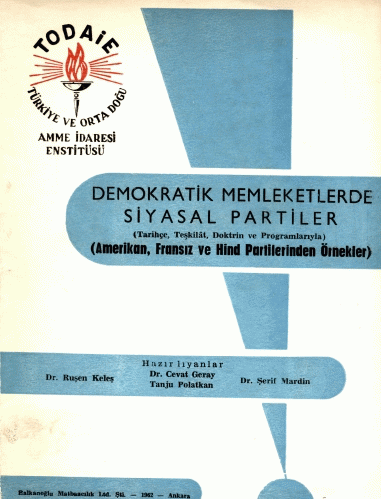 TODAİE
TÜRKİYE VE ORTA DOĞU
AMME İDARESİ
ENSTİTÜSÜ
DEMOKRATİK MEMLEKETLERDE
SİYASAL PARTİLER
(Tarihçe, Teşkilât, Doktrin ve Programlarıyla)
(Amerikan, Fransız ve Hind Partilerinden Örnekler)
Hazırlıyanlar
Dr. Ruşen Keleş
Dr. Cevat Geray
Tanju Polatkan
Dr. Şerif Mardin
Balkanoğlu Matbaacılık Ltd. Şti. — 1962 — Ankara